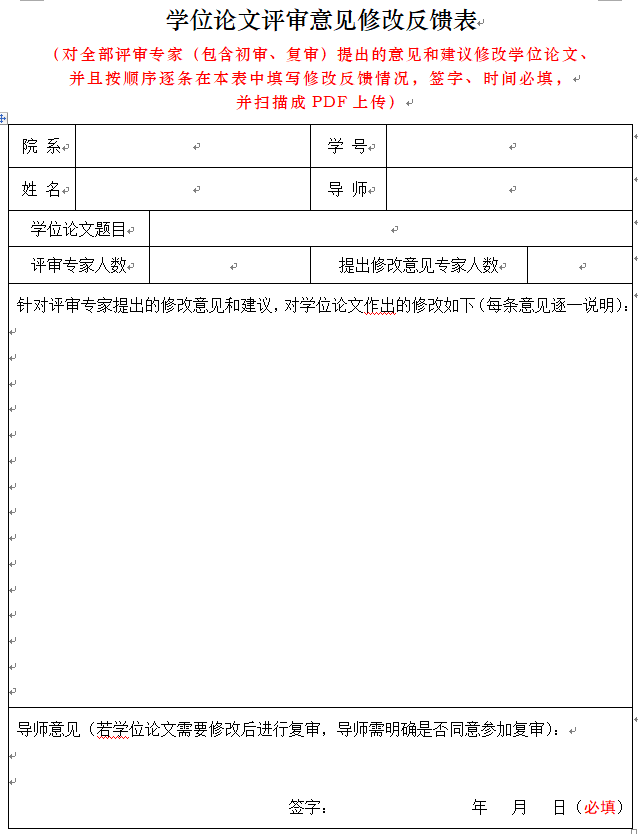 学位论文评审意见修改反馈表
（对全部评审专家（包含初审、复审）提出的意见和建议修改学位论文、
并且按顺序逐条在本表中填写修改反馈情况，签字、时间必填，
并扫描成 PDF 上传）
院 系
学 号
姓 名
导 师
学位论文题目
评审专家人数
提出修改意见专家人数
针对评审专家提出的修改意见和建议，对学位论文作出的修改如下（每条意见逐一说明）：
导师意见（若学位论文需要修改后进行复审，导师需明确是否同意参加复审）：
签字： 年 月 日（必填）